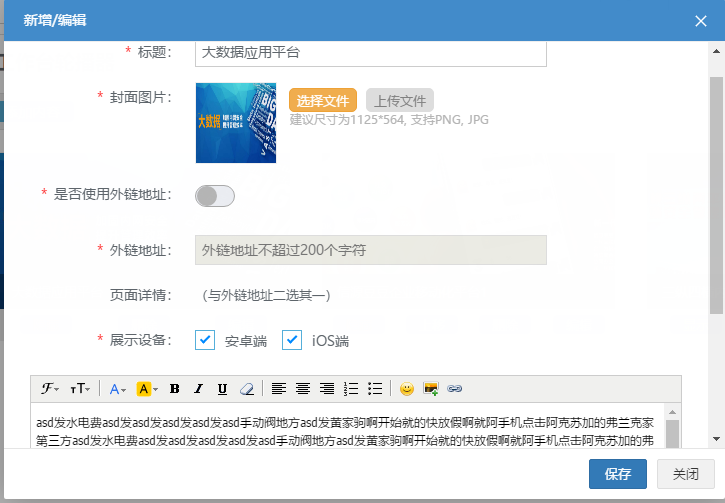 新增/编辑
* 标题：
大数据应用平台
* 封面图片：
大数据
BIG
DA
选择文件
上传文件
建议尺寸为1125*564, 支持PNG, JPG
* 是否使用外链地址：
* 外链地址：
外链地址不超过200个字符
页面详情：
（与外链地址二选其一）
* 展示设备：
安卓端
iOS端
asd发水电费asd发asd发asd发asd发asd手动阀地方asd发黄家驹啊开始就的快放假啊就阿手机点击阿克苏加的弗兰克家
第三方asd发水电费asd发asd发asd发asd发asd手动阀地方asd发黄家驹啊开始就的快放假啊就阿手机点击阿克苏加的弗
保存
关闭